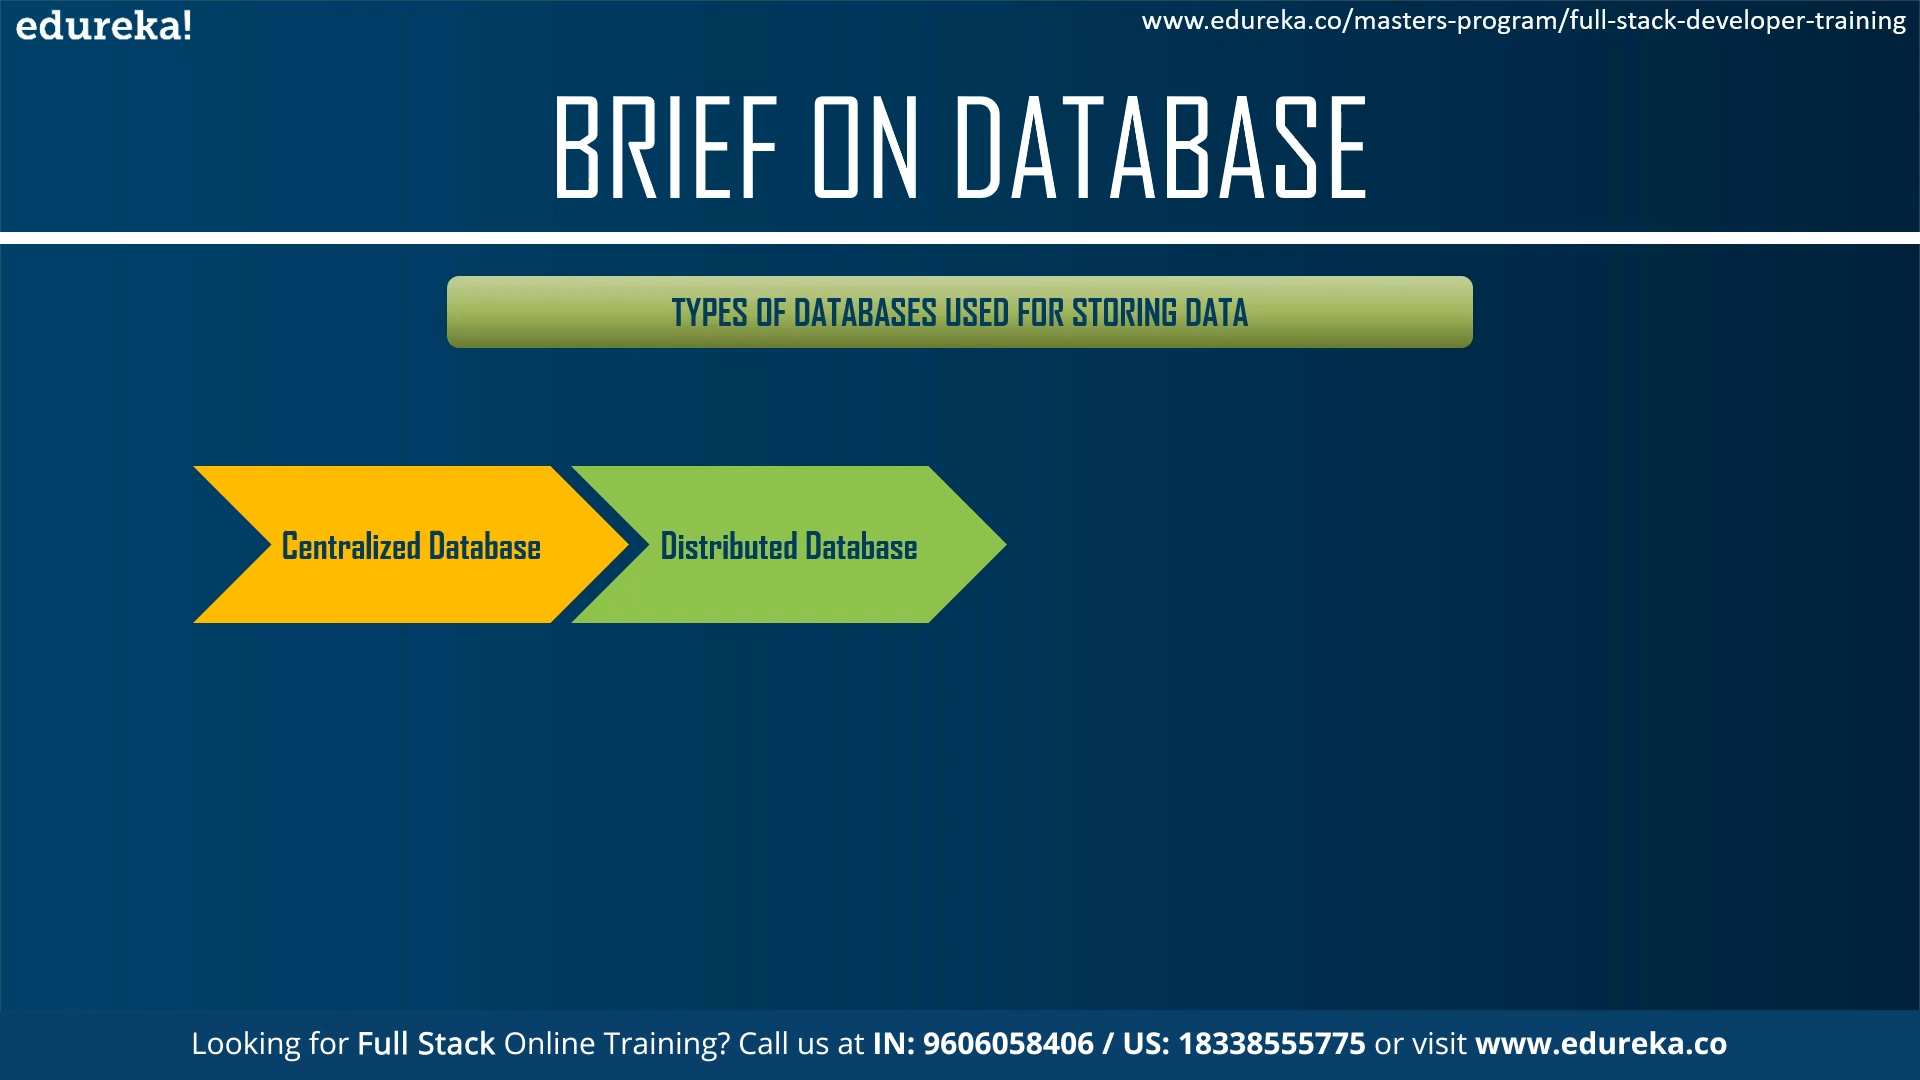 edureka!
www.edureka.co/masters-program/full-stack-developer-training
BRIEF ON DATABASE
TYPES OF DATABASES USED FOR STORING DATA
Centralized Database
Distributed Database
Looking for Full Stack Online Training? Call us at IN: 9606058406 / US: 18338555775 or visit www.edureka.co